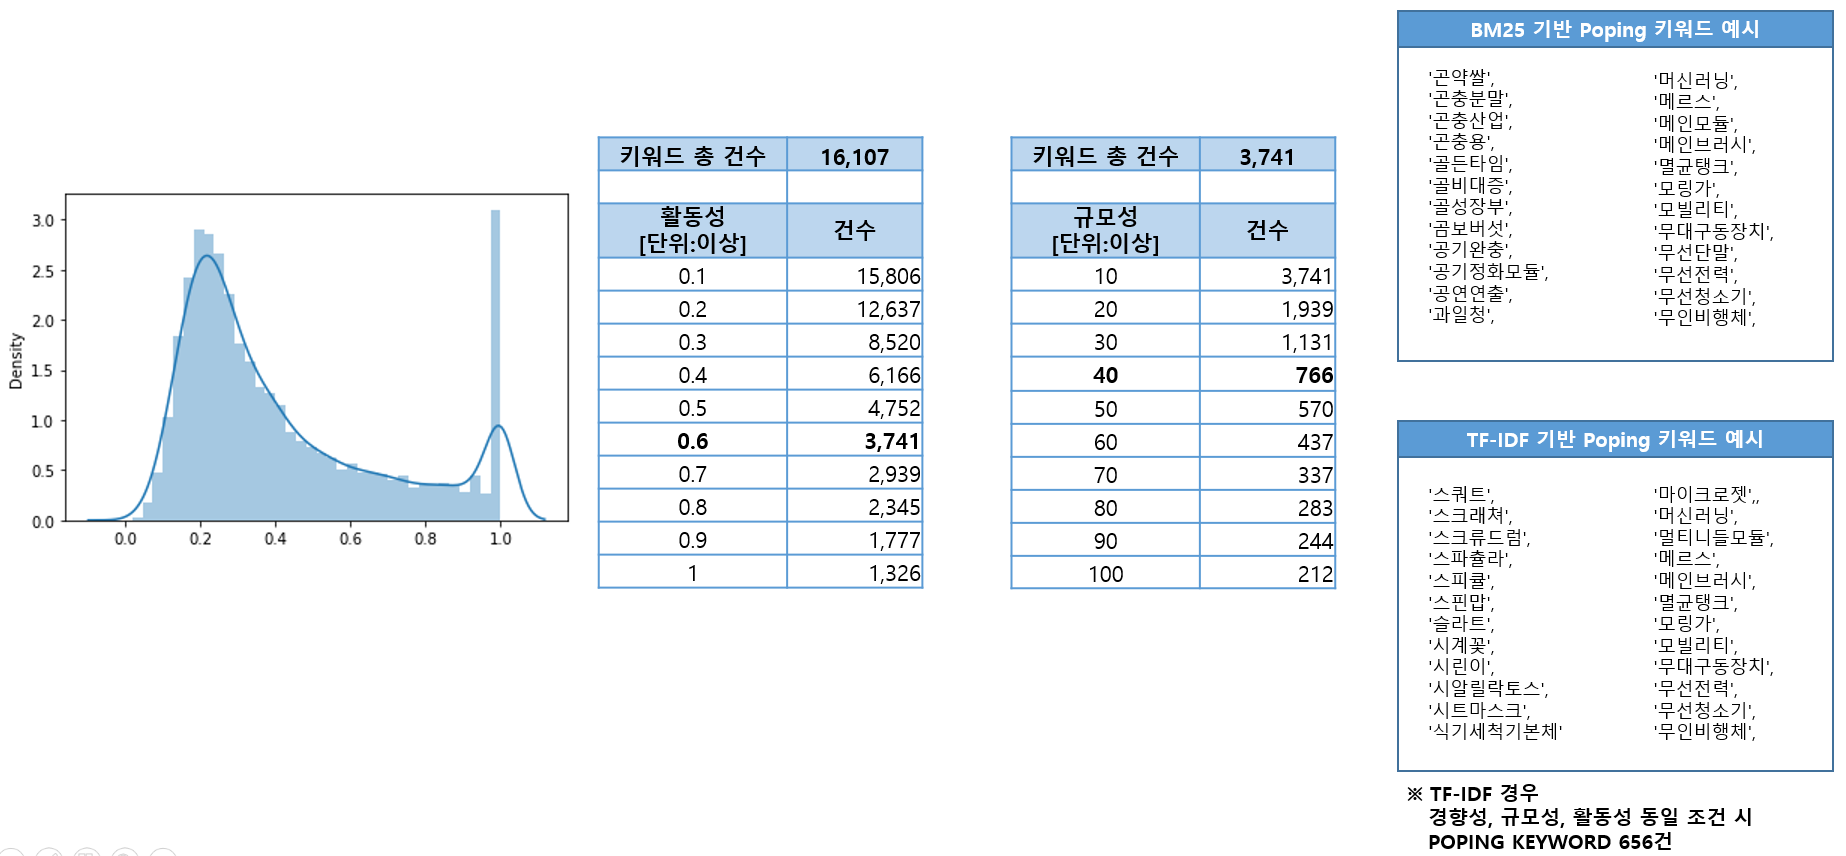 Density
3.0
2.5
2.0
1.5
1.0
0.5
0.0
0.0 0.2 0.4 0.6 0.8 1.0
키워드 총 건수 16,107
활동성
[단위:이상] 건수
0.1 15,806
0.2 12,637
0.3 8,520
0.4 6,166
0.5 4,752
0.6 3,741
0.7 2,939
0.8 2,345
0.9 1,777
1 1,326
키워드 총 건수 3,741
규모성
[단위:이상] 건수
10 3,741
20 1,939
30 1,131
40 766
50 570
60 437
70 337
80 283
90 244
100 212
BM25 기반 Poping 키워드 예시
'곤약쌀',
'곤충분말',
'곤충산업',
'곤충용',
'골든타임',
'골비대증',
'골성장부',
'곰보버섯',
'공기완충',
'공기정화모듈',
'공연연출',
'과일청',
'머신러닝',
'메르스',
'메인모듈',
'메인브러시',
'멸균탱크',
'모링가',
'모빌리티',
'무대구동장치',
'무선단말',
'무선전력',
'무선청소기',
'무인비행체',
TF-IDF 기반 Poping 키워드 예시
'스쿼트',
'스크래쳐',
'스크류드럼',
'스파츌라',
'스피큘',
'스핀맙',
'슬라트',
'시계꽃',
'시린이',
'시알릴락토스',
'시트마스크',
'식기세척기본체'
'마이크로젯',,
'머신러닝',
'멀티니들모듈',
'메르스',
'메인브러시',
'멸균탱크',
'모링가',
'모빌리티',
'무대구동장치',
'무선전력',
'무선청소기',
'무인비행체',
※ TF-IDF 경우
경향성, 규모성, 활동성 동일 조건 시
POPING KEYWORD 656건